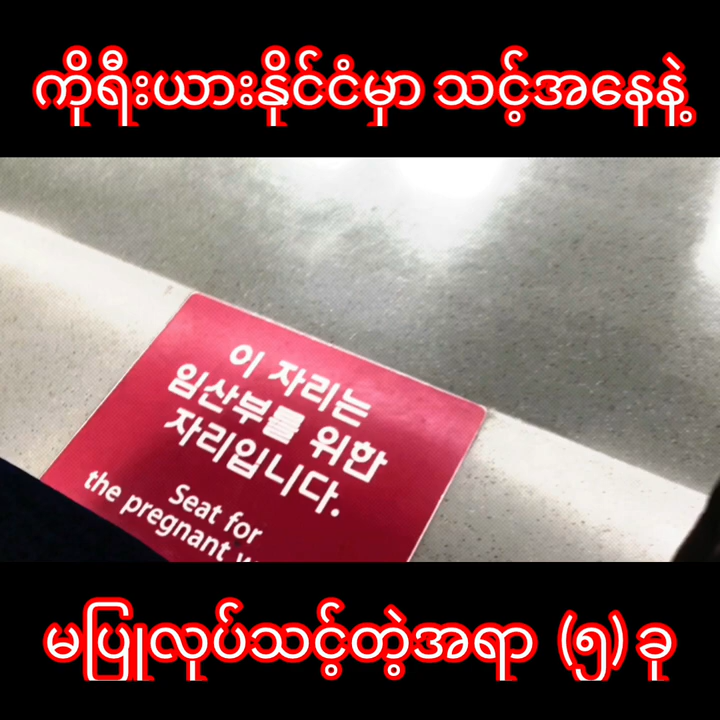 ကိုရီးယားနိုင်ငံမှာ သင့်အနေနဲ့
이 자리는
임산부를 위한
자리입니다.
Seat for
the pregnant
မပြုလုပ်သင့်တဲ့အရာ (၅) ခု